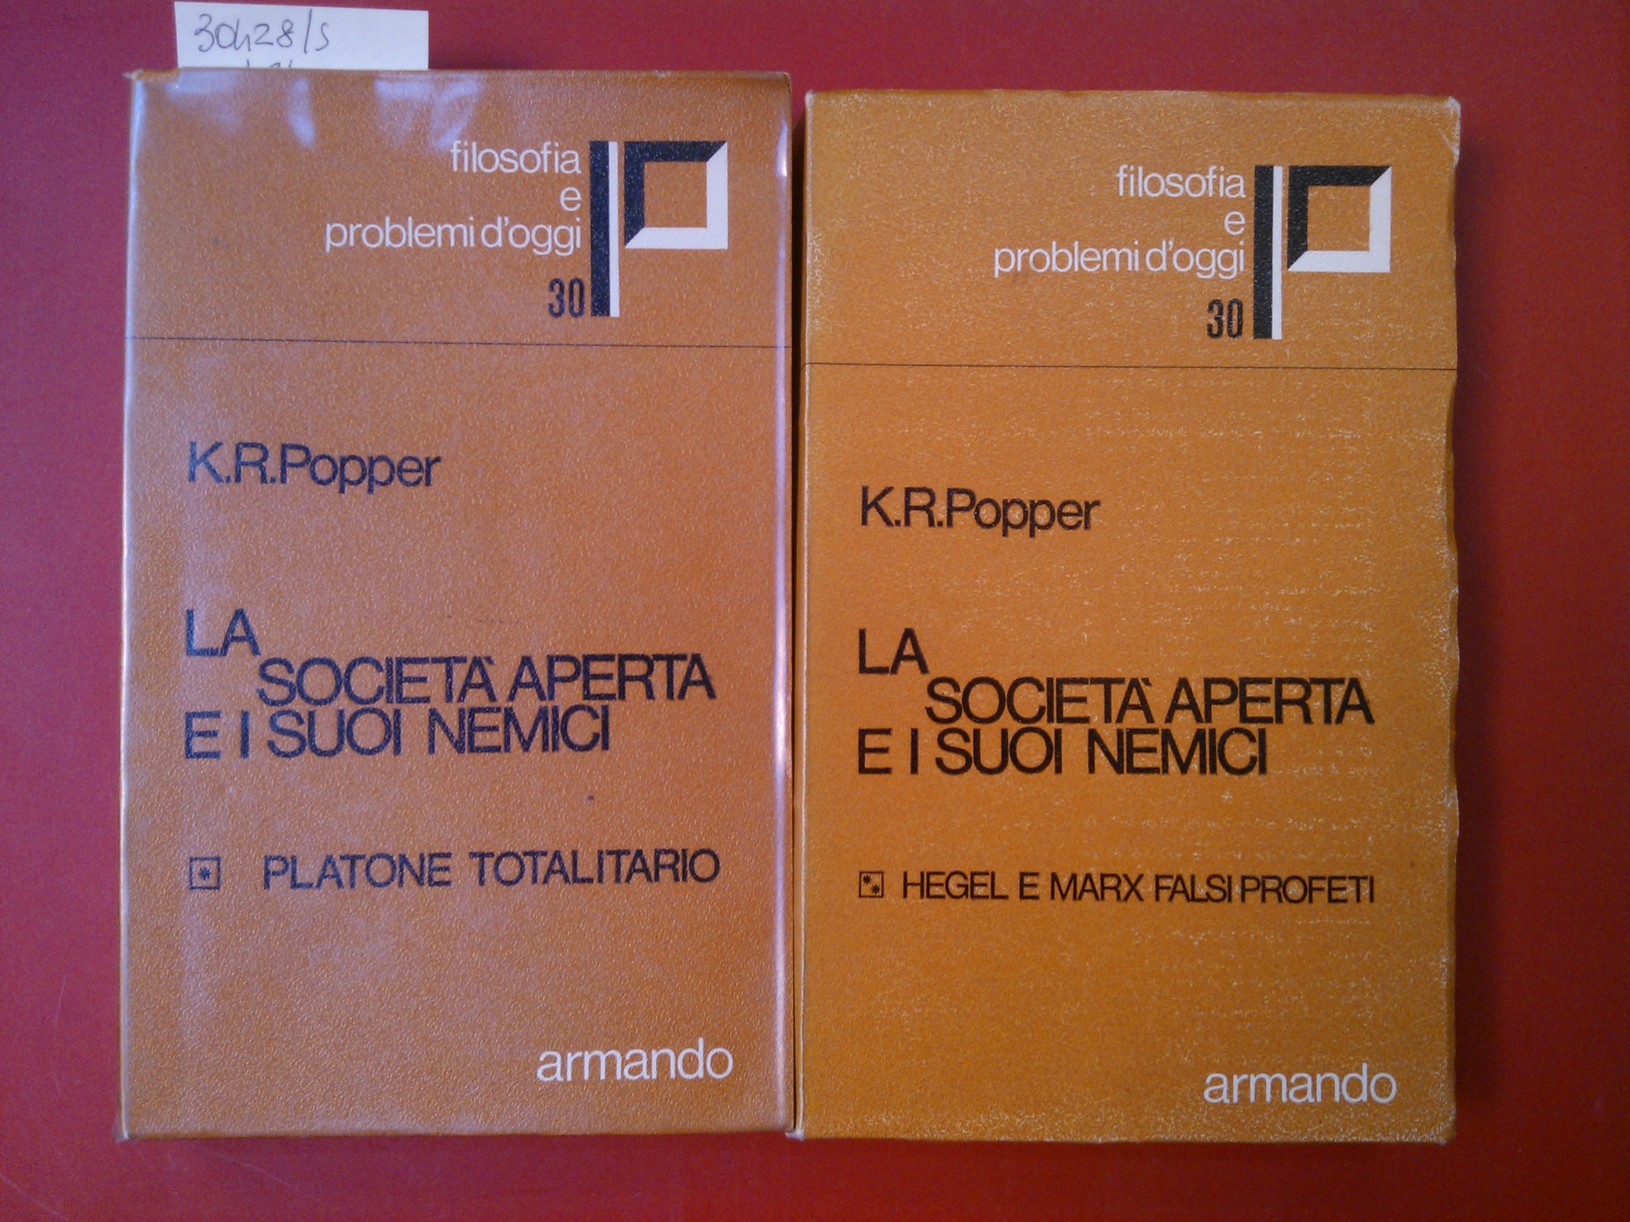 30428/S
filosofia
e
problemi d'oggi
30
K.R.Popper
LA
SOCIETÀ APERTA
E I SUOI NEMICI
PLATONE TOTALITARIO
armando
filosofia
e
problemi d'oggi
30
K.R.Popper
LA
SOCIETÀ APERTA
E I SUOI NEMICI
HEGEL E MARX FALSI PROFETI
armando